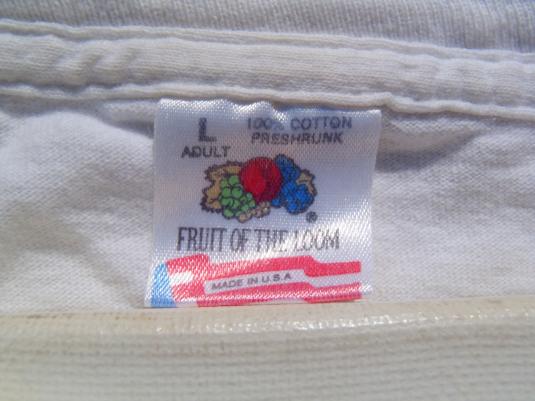 L 100% COTTON
ADULT PRESHRUNK
®
FRUIT OF THE LOOM
MADE IN U.S.A